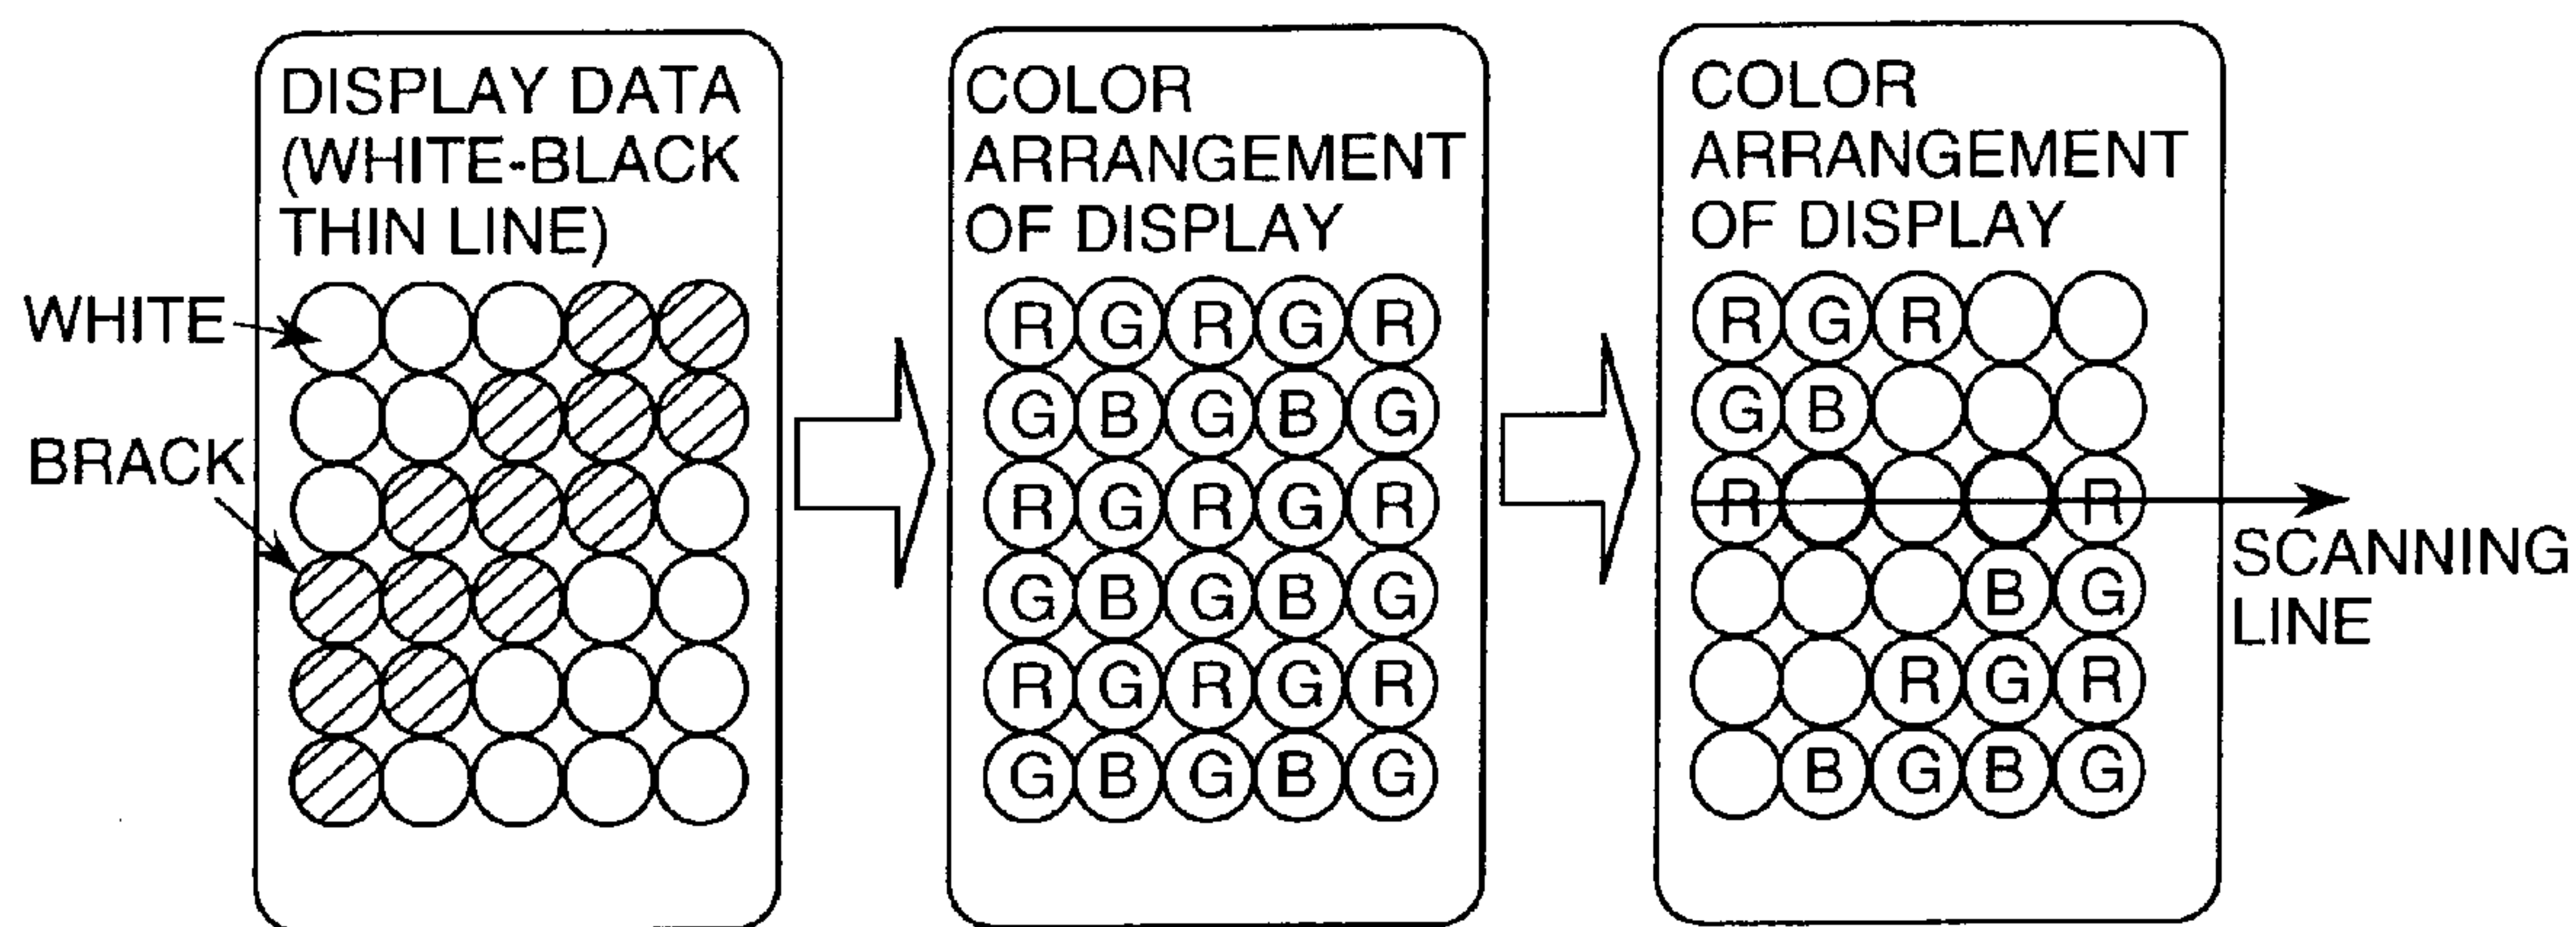 DISPLAY DATA
(WHITE-BLACK
THIN LINE)
WHITE
BRACK
COLOR
ARRANGEMENT
OF DISPLAY
R G R G R
G B G B G
R G R G R
G B G B G
R G R G R
G B G B G
COLOR
ARRANGEMENT
OF DISPLAY
R G R
G B
R R
B G
R G R
B G B G
SCANNING
LINE